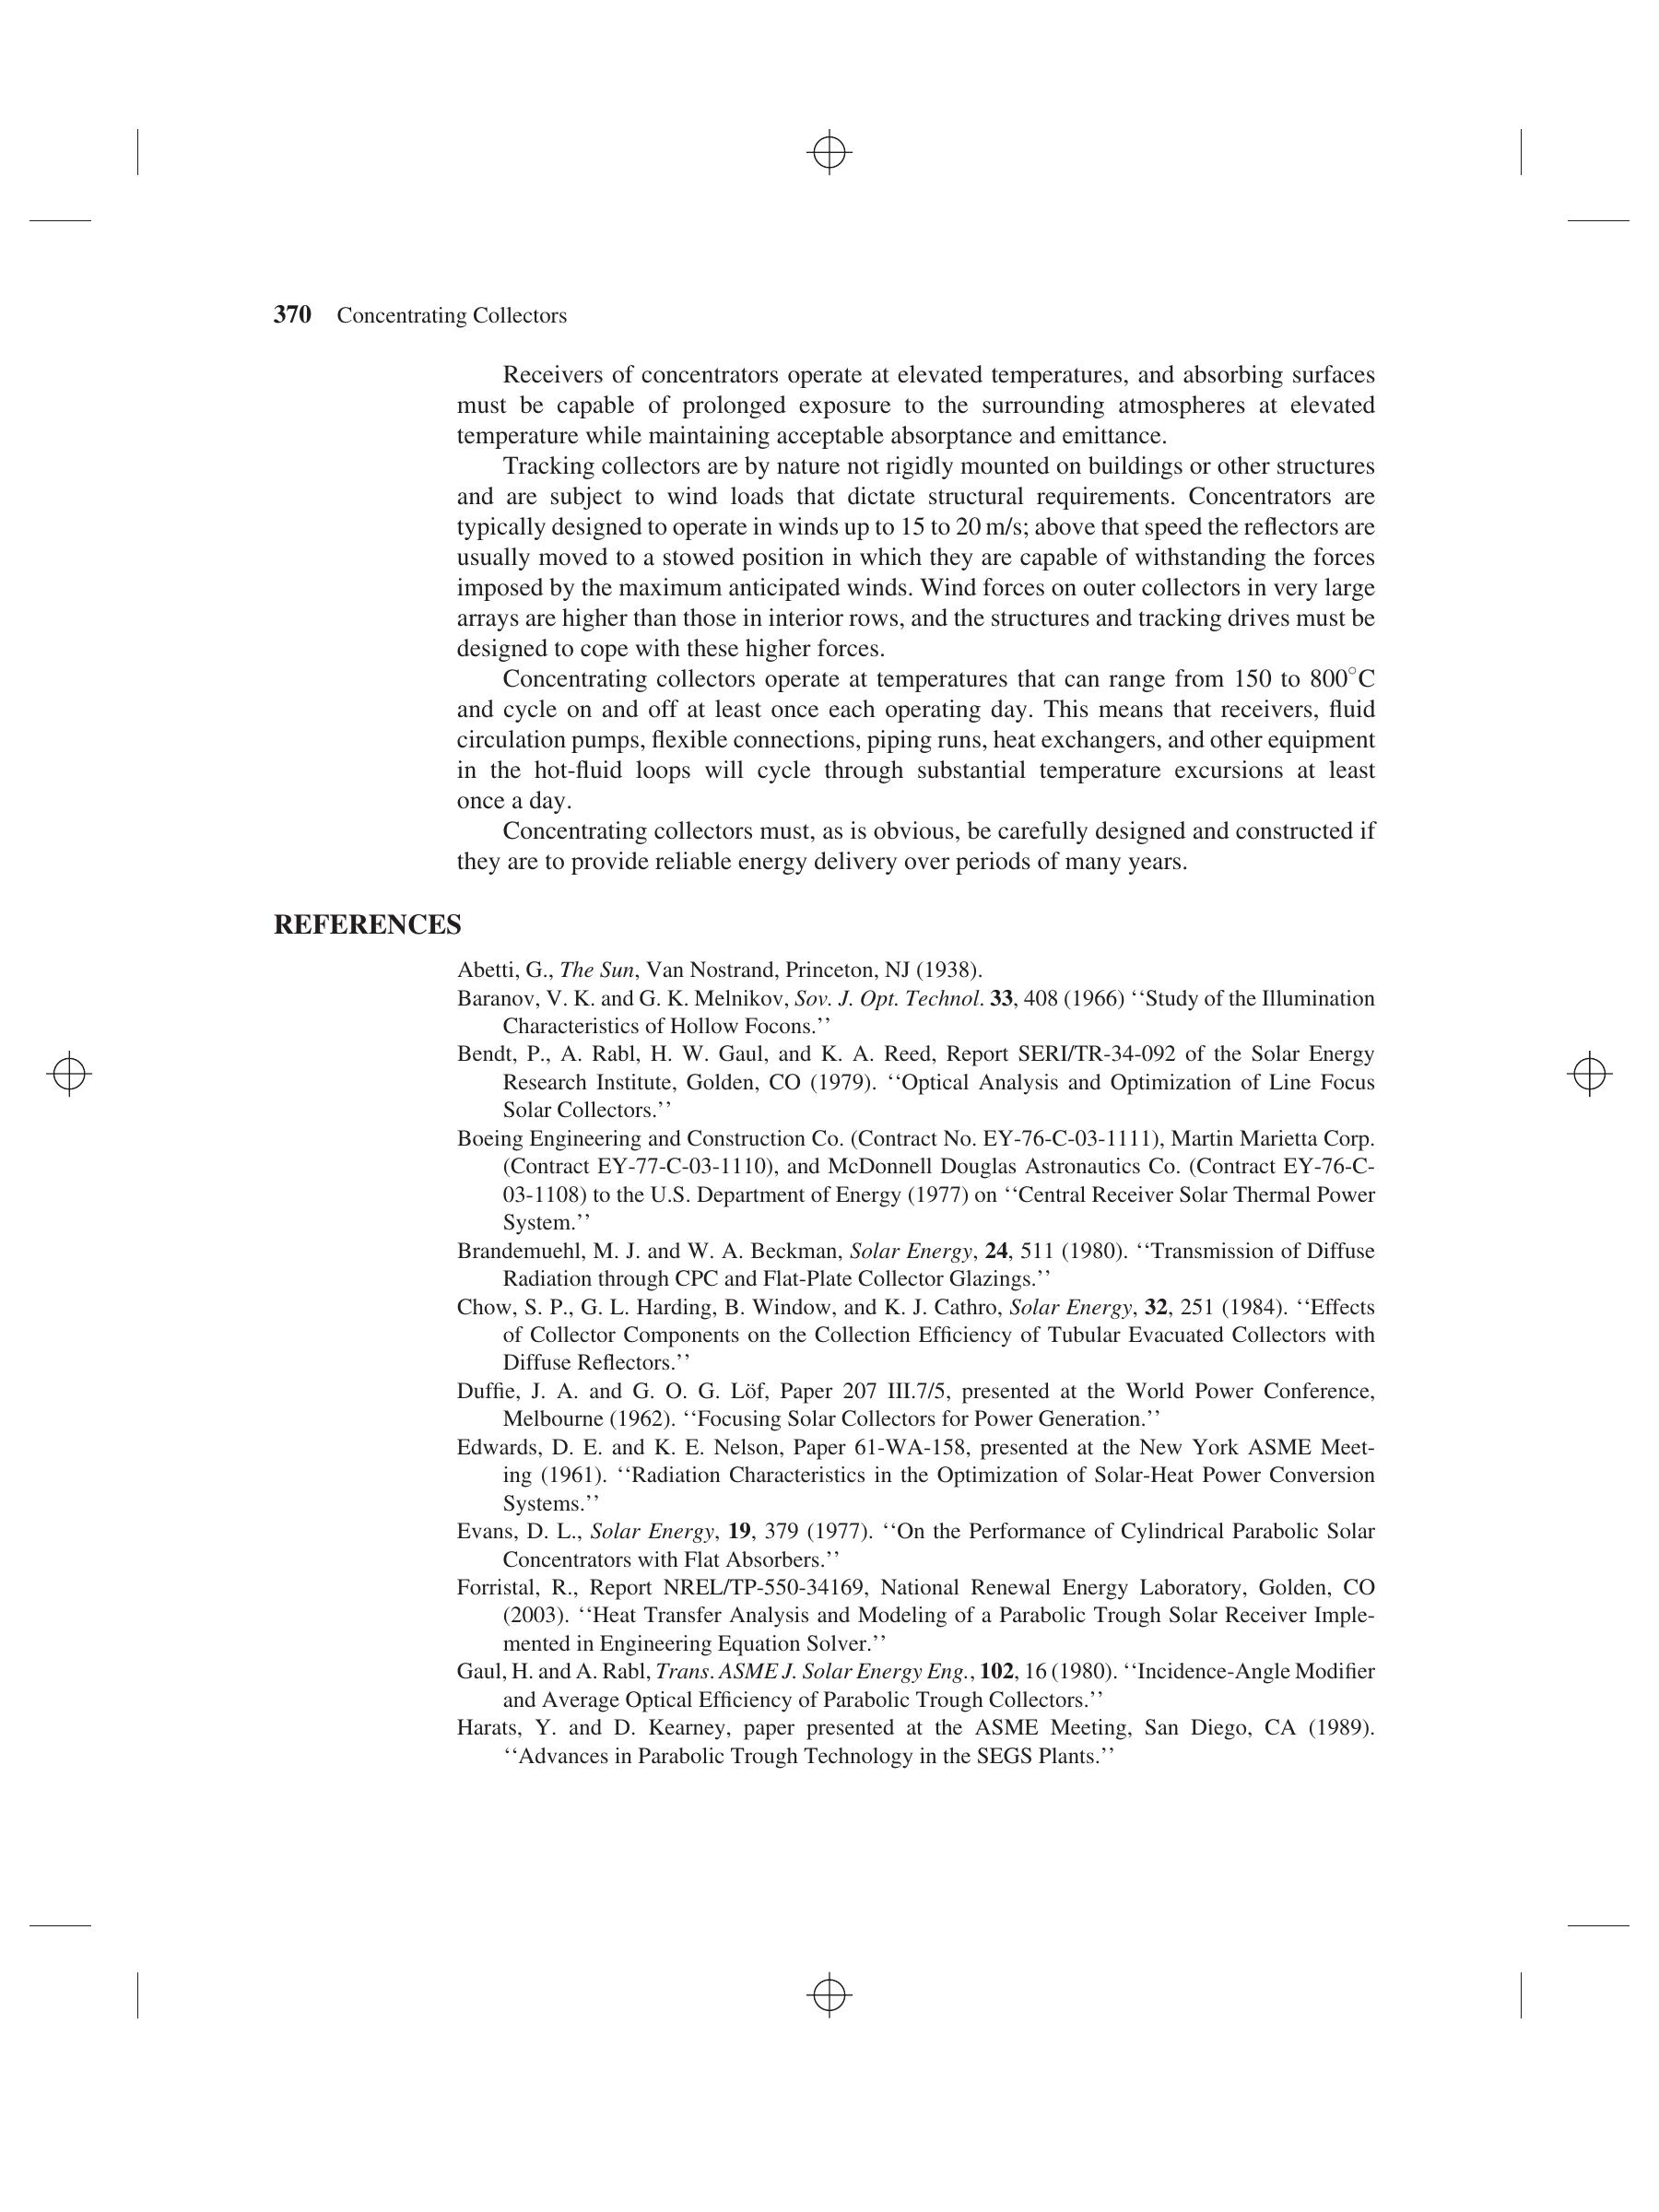 370 Concentrating Collectors
Receivers of concentrators operate at elevated temperatures, and absorbing surfaces
must be capable of prolonged exposure to the surrounding atmospheres at elevated
temperature while maintaining acceptable absorptance and emittance.
Tracking collectors are by nature not rigidly mounted on buildings or other structures
and are subject to wind loads that dictate structural requirements. Concentrators are
typically designed to operate in winds up to 15 to 20 m/s; above that speed the reflectors are
usually moved to a stowed position in which they are capable of withstanding the forces
imposed by the maximum anticipated winds. Wind forces on outer collectors in very large
arrays are higher than those in interior rows, and the structures and tracking drives must be
designed to cope with these higher forces.
Concentrating collectors operate at temperatures that can range from 150 to 800°C
and cycle on and off at least once each operating day. This means that receivers, fluid
circulation pumps, flexible connections, piping runs, heat exchangers, and other equipment
in the hot-fluid loops will cycle through substantial temperature excursions at least
once a day.
Concentrating collectors must, as is obvious, be carefully designed and constructed if
they are to provide reliable energy delivery over periods of many years.
REFERENCES
Abetti, G., The Sun, Van Nostrand, Princeton, NJ (1938).
Baranov, V. K. and G. K. Melnikov, Sov. J. Opt. Technol. 33, 408 (1966) ‘‘Study of the Illumination
Characteristics of Hollow Focons.’’
Bendt, P., A. Rabl, H. W. Gaul, and K. A. Reed, Report SERI/TR-34-092 of the Solar Energy
Research Institute, Golden, CO (1979). ‘‘Optical Analysis and Optimization of Line Focus
Solar Collectors.’’
Boeing Engineering and Construction Co. (Contract No. EY-76-C-03-1111), Martin Marietta Corp.
(Contract EY-77-C-03-1110), and McDonnell Douglas Astronautics Co. (Contract EY-76-C-
03-1108) to the U.S. Department of Energy (1977) on ‘‘Central Receiver Solar Thermal Power
System.’’
Brandemuehl, M. J. and W. A. Beckman, Solar Energy, 24, 511 (1980). ‘‘Transmission of Diffuse
Radiation through CPC and Flat-Plate Collector Glazings.’’
Chow, S. P., G. L. Harding, B. Window, and K. J. Cathro, Solar Energy, 32, 251 (1984). ‘‘Effects
of Collector Components on the Collection Efficiency of Tubular Evacuated Collectors with
Diffuse Reflectors.’’
Duffie, J. A. and G. O. G. Löf, Paper 207 III.7/5, presented at the World Power Conference,
Melbourne (1962). ‘‘Focusing Solar Collectors for Power Generation.’’
Edwards, D. E. and K. E. Nelson, Paper 61-WA-158, presented at the New York ASME Meet-
ing (1961). ‘‘Radiation Characteristics in the Optimization of Solar-Heat Power Conversion
Systems.’’
Evans, D. L., Solar Energy, 19, 379 (1977). ‘‘On the Performance of Cylindrical Parabolic Solar
Concentrators with Flat Absorbers.’’
Forristal, R., Report NREL/TP-550-34169, National Renewal Energy Laboratory, Golden, CO
(2003). ‘‘Heat Transfer Analysis and Modeling of a Parabolic Trough Solar Receiver Imple-
mented in Engineering Equation Solver.’’
Gaul, H. and A. Rabl, Trans. ASME J. Solar Energy Eng., 102, 16 (1980). ‘‘Incidence-Angle Modifier
and Average Optical Efficiency of Parabolic Trough Collectors.’’
Harats, Y. and D. Kearney, paper presented at the ASME Meeting, San Diego, CA (1989).
‘‘Advances in Parabolic Trough Technology in the SEGS Plants.’’